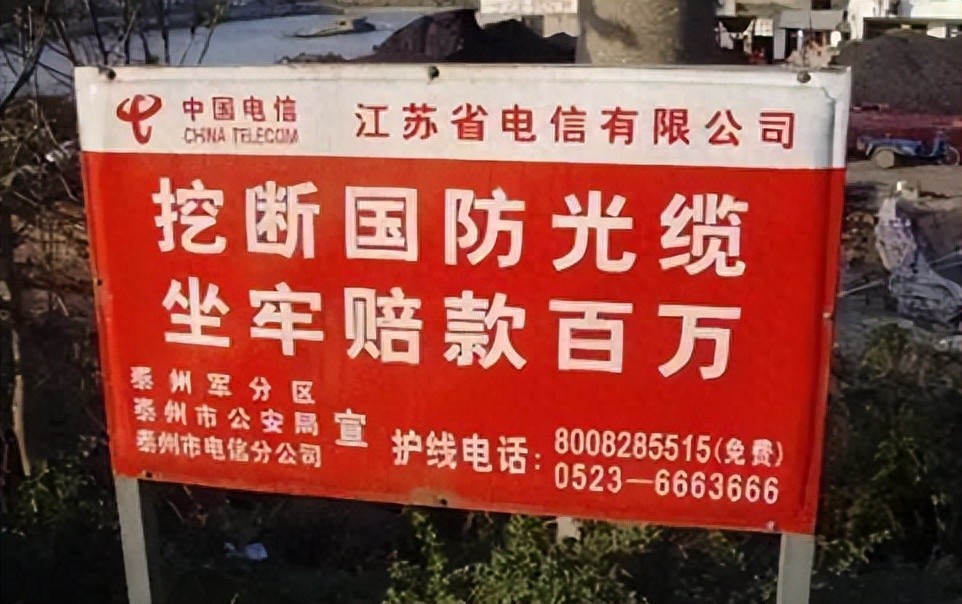 中国电信
CHINA TELECOM
江苏省电信有限公司
挖断国防光缆
坐牢赔款百万
泰州军分区
泰州市公安局 宣
泰州市电信分公司
护线电话：8008285515(免费)
0523—6663666